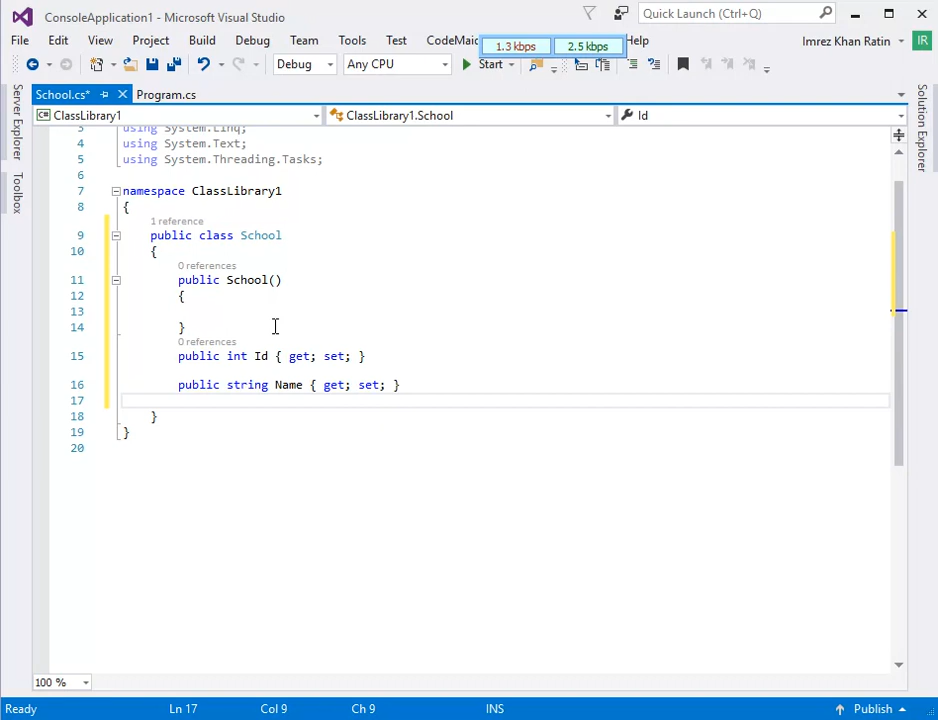 ConsoleApplication1 - Microsoft Visual Studio
Quick Launch (Ctrl+Q)
File Edit View Project Build Debug Team Tools Test CodeMaid 1.3 kbps 2.5 kbps Help Imrez Khan Ratin IR
Debug Any CPU Start
School.cs* Program.cs
ClassLibrary1 ClassLibrary1.School Id
Server Explorer
Toolbox
Solution Explorer
3 using System.Linq;
4 using System.Text;
5 using System.Threading.Tasks;
6
7 namespace ClassLibrary1
8 {
1 reference
9 public class School
10 {
0 references
11 public School()
12 {
13
14 }
0 references
15 public int Id { get; set; }
16 public string Name { get; set; }
17
18 }
19 }
20
100 %
Ready Ln 17 Col 9 Ch 9 INS Publish